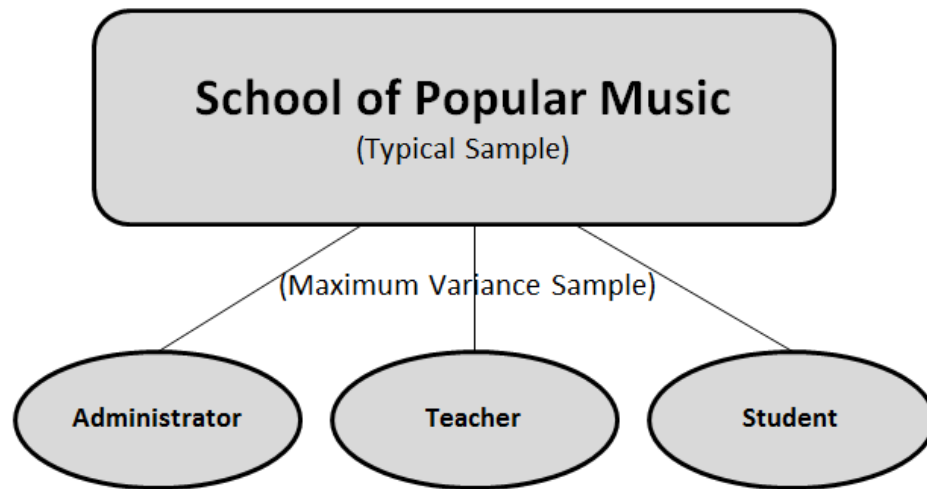 School of Popular Music
(Typical Sample)
(Maximum Variance Sample)
Administrator
Teacher
Student